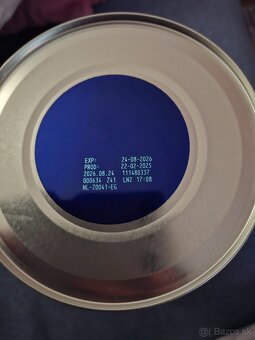 EXP: 24-08-2026
PROD: 22-02-2025
2026.08.24 111480337
000634 Z41 LN2 17:08
NL-Z0041-EG
Bazos.sk